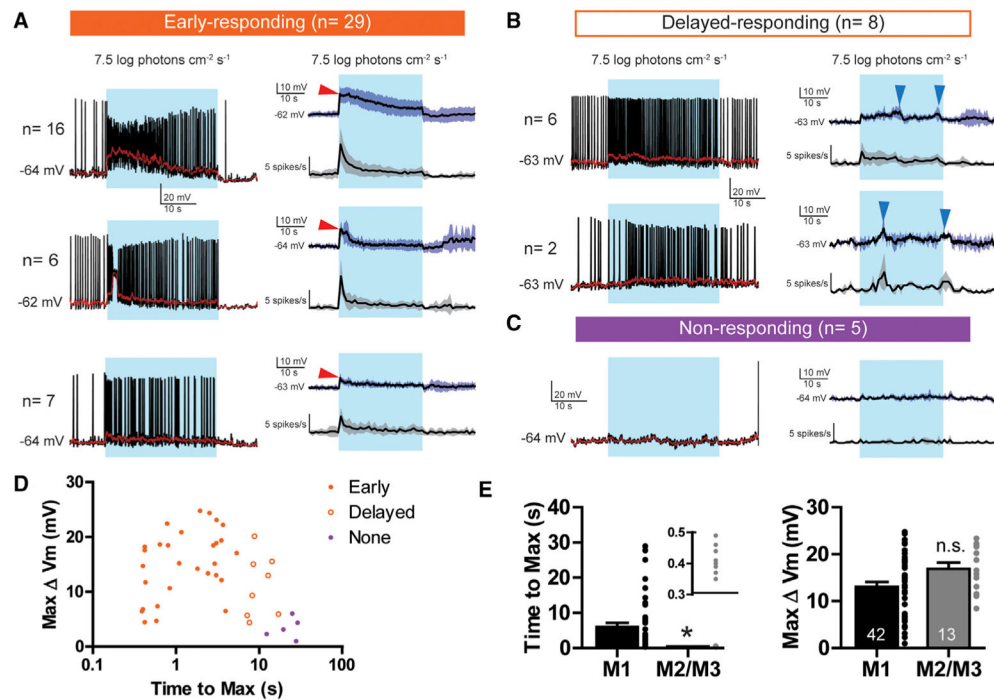 A
Early-responding (n= 29)
7.5 log photons cm-2 s-1
7.5 log photons cm-2 s-1
n= 16
-64 mV
20 mV
10 s
10 mV
10 s
-62 mV
5 spikes/s
n= 6
-62 mV
10 mV
10 s
-64 mV
5 spikes/s
n= 7
-64 mV
10 mV
10 s
-63 mV
5 spikes/s
B
Delayed-responding (n= 8)
7.5 log photons cm-2 s-1
7.5 log photons cm-2 s-1
n= 6
-63 mV
20 mV
10 s
10 mV
10 s
-63 mV
5 spikes/s
n= 2
-63 mV
10 mV
10 s
-63 mV
5 spikes/s
C
Non-responding (n= 5)
20 mV
10 s
-64 mV
10 mV
10 s
-64 mV
5 spikes/s
D
Max Δ Vm (mV)
30
20
10
0
0.1
1
10
100
Time to Max (s)
Early
Delayed
None
E
Time to Max (s)
40
30
20
10
0
0.5
0.4
0.3
*
M1
M2/M3
Max Δ Vm (mV)
30
20
10
0
n.s.
42
13
M1
M2/M3